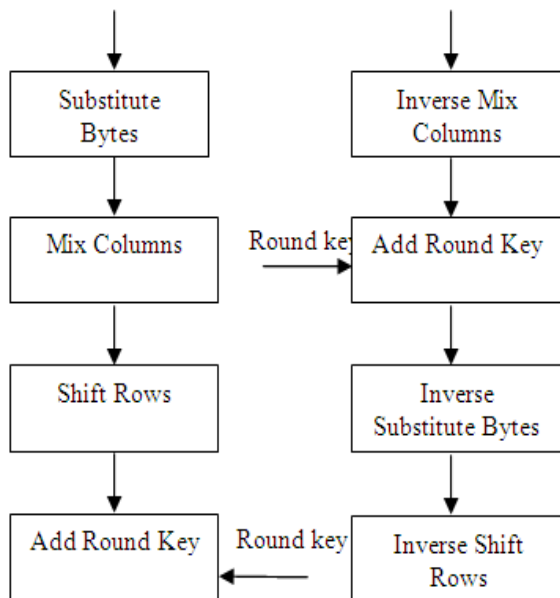 Substitute
Bytes
Inverse Mix
Columns
Mix Columns
Round key
Add Round Key
Shift Rows
Inverse
Substitute Bytes
Add Round Key
Round key
Inverse Shift
Rows